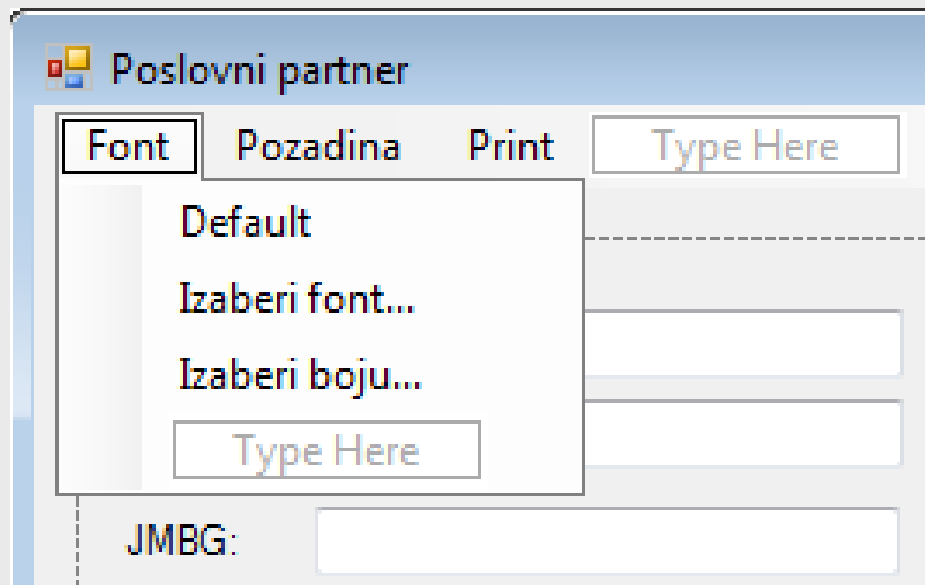 Poslovni partner
Font Pozadina Print Type Here
Default
Izaberi font...
Izaberi boju...
Type Here
JMBG: